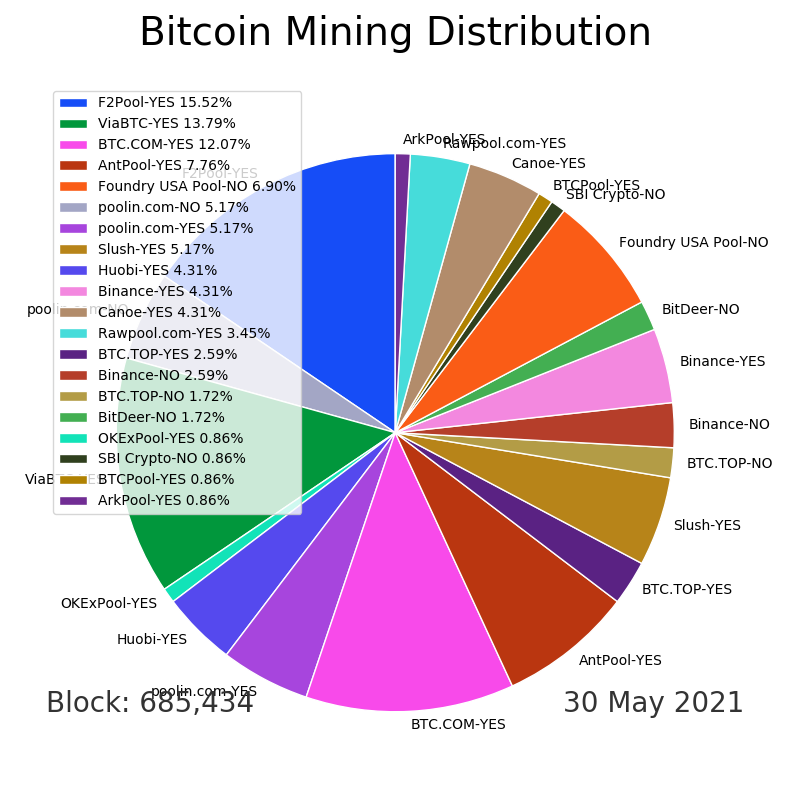 Bitcoin Mining Distribution
F2Pool-YES 15.52%
ViaBTC-YES 13.79%
BTC.COM-YES 12.07%
AntPool-YES 7.76%
Foundry USA Pool-NO 6.90%
poolin.com-NO 5.17%
poolin.com-YES 5.17%
Slush-YES 5.17%
Huobi-YES 4.31%
Binance-YES 4.31%
Canoe-YES 4.31%
Rawpool.com-YES 3.45%
BTC.TOP-YES 2.59%
Binance-NO 2.59%
BTC.TOP-NO 1.72%
BitDeer-NO 1.72%
OKExPool-YES 0.86%
SBI Crypto-NO 0.86%
BTCPool-YES 0.86%
ArkPool-YES 0.86%
ArkPool-YES
Rawpool.com-YES
Canoe-YES
BTCPool-YES
SBI Crypto-NO
Foundry USA Pool-NO
BitDeer-NO
Binance-YES
Binance-NO
BTC.TOP-NO
Slush-YES
BTC.TOP-YES
AntPool-YES
BTC.COM-YES
poolin.com-YES
Huobi-YES
OKExPool-YES
ViaBTC-YES
poolin.com-NO
F2Pool-YES
Block: 685,434
30 May 2021